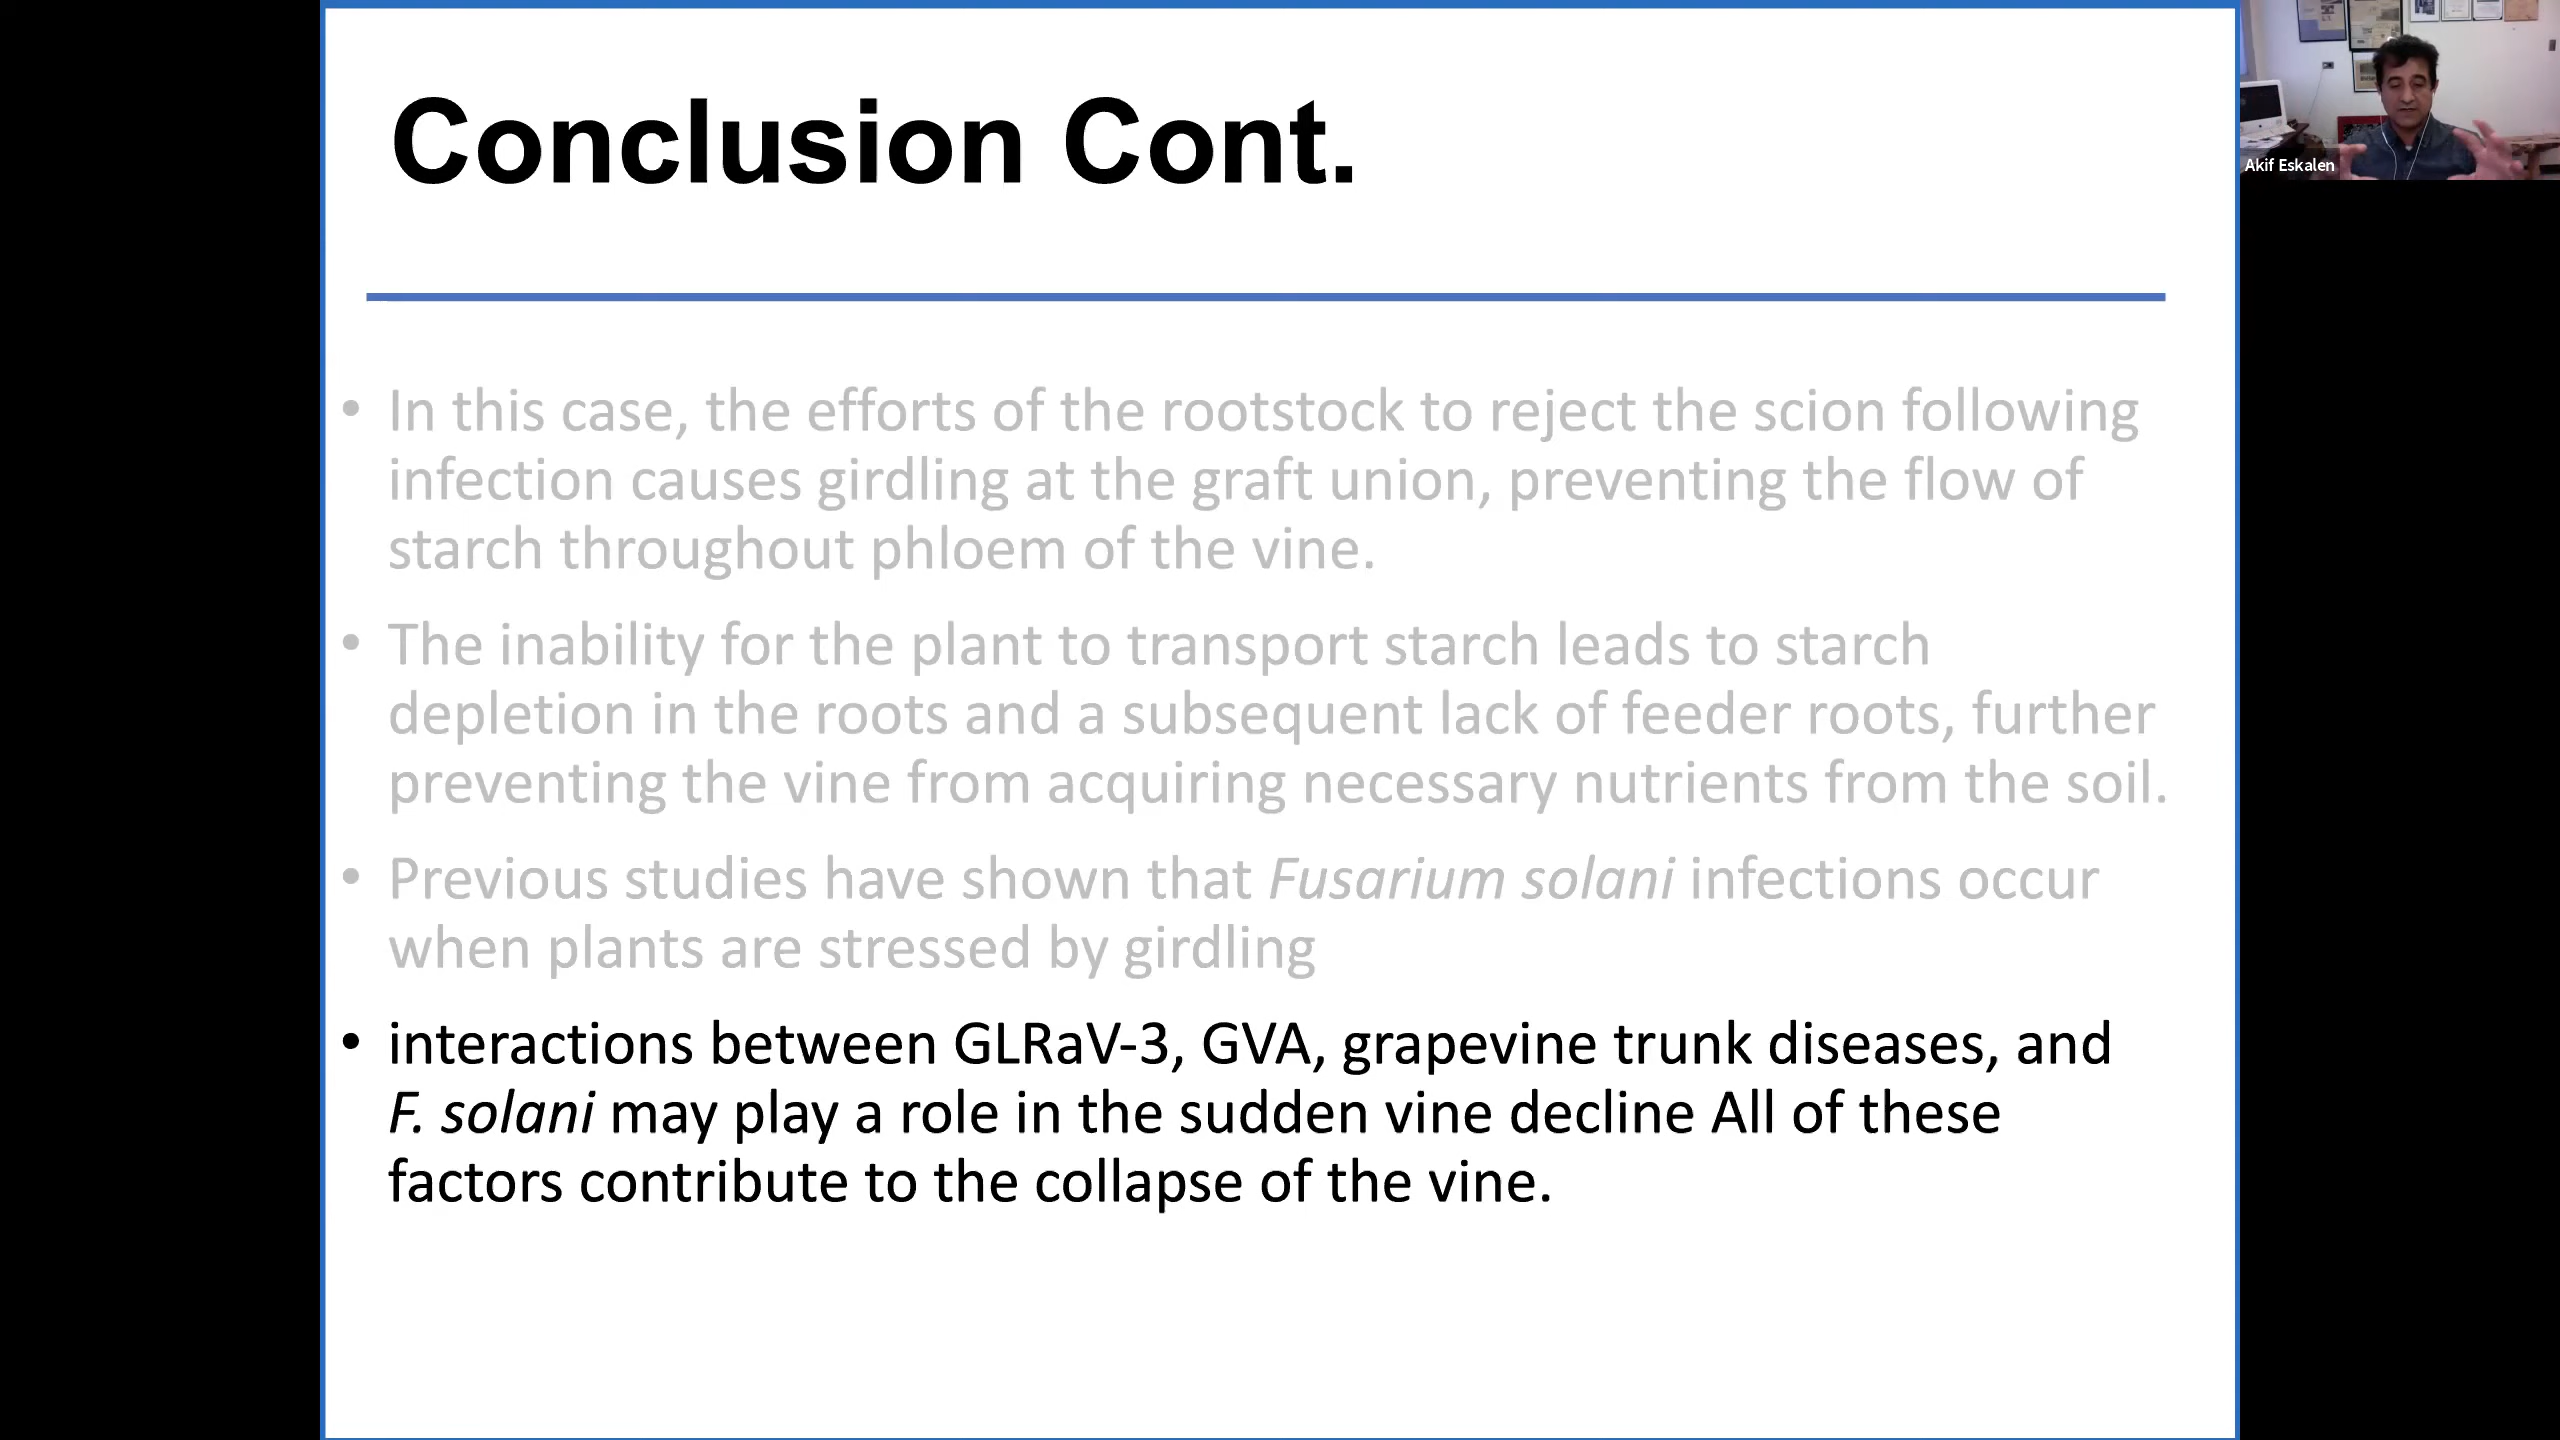 Conclusion Cont.
Akif Eskalen
• In this case, the efforts of the rootstock to reject the scion following
infection causes girdling at the graft union, preventing the flow of
starch throughout phloem of the vine.
• The inability for the plant to transport starch leads to starch
depletion in the roots and a subsequent lack of feeder roots, further
preventing the vine from acquiring necessary nutrients from the soil.
• Previous studies have shown that Fusarium solani infections occur
when plants are stressed by girdling
• interactions between GLRaV-3, GVA, grapevine trunk diseases, and
F. solani may play a role in the sudden vine decline All of these
factors contribute to the collapse of the vine.